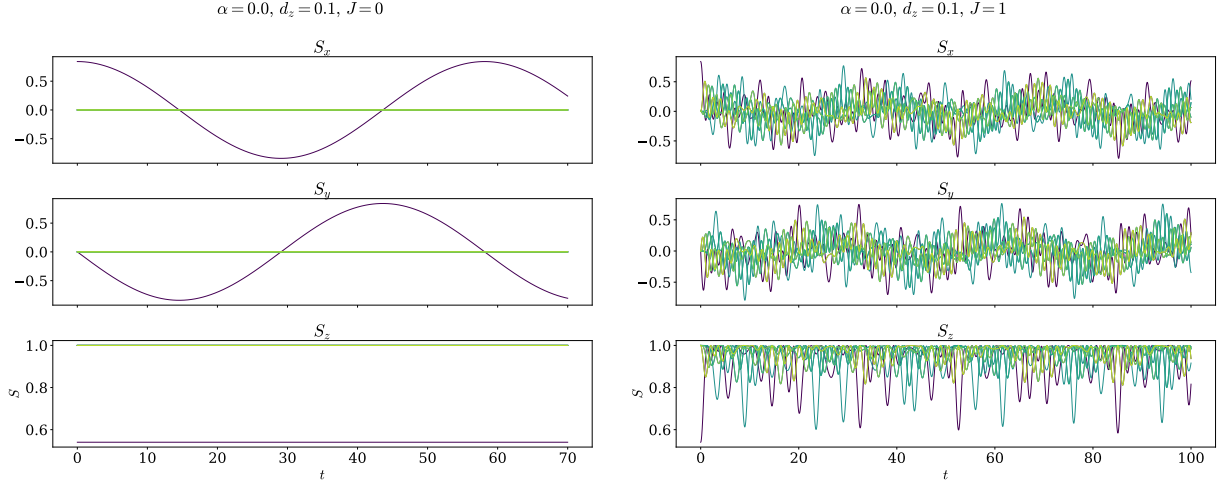 α = 0.0, d_z = 0.1, J = 0
S_x
0.5
0.0
−0.5
S_y
0.5
0.0
−0.5
S_z
1.0
0.8
0.6
S
0 10 20 30 40 50 60 70
t
α = 0.0, d_z = 0.1, J = 1
S_x
0.5
0.0
−0.5
S_y
0.5
0.0
−0.5
S_z
1.0
0.8
0.6
S
0 20 40 60 80 100
t